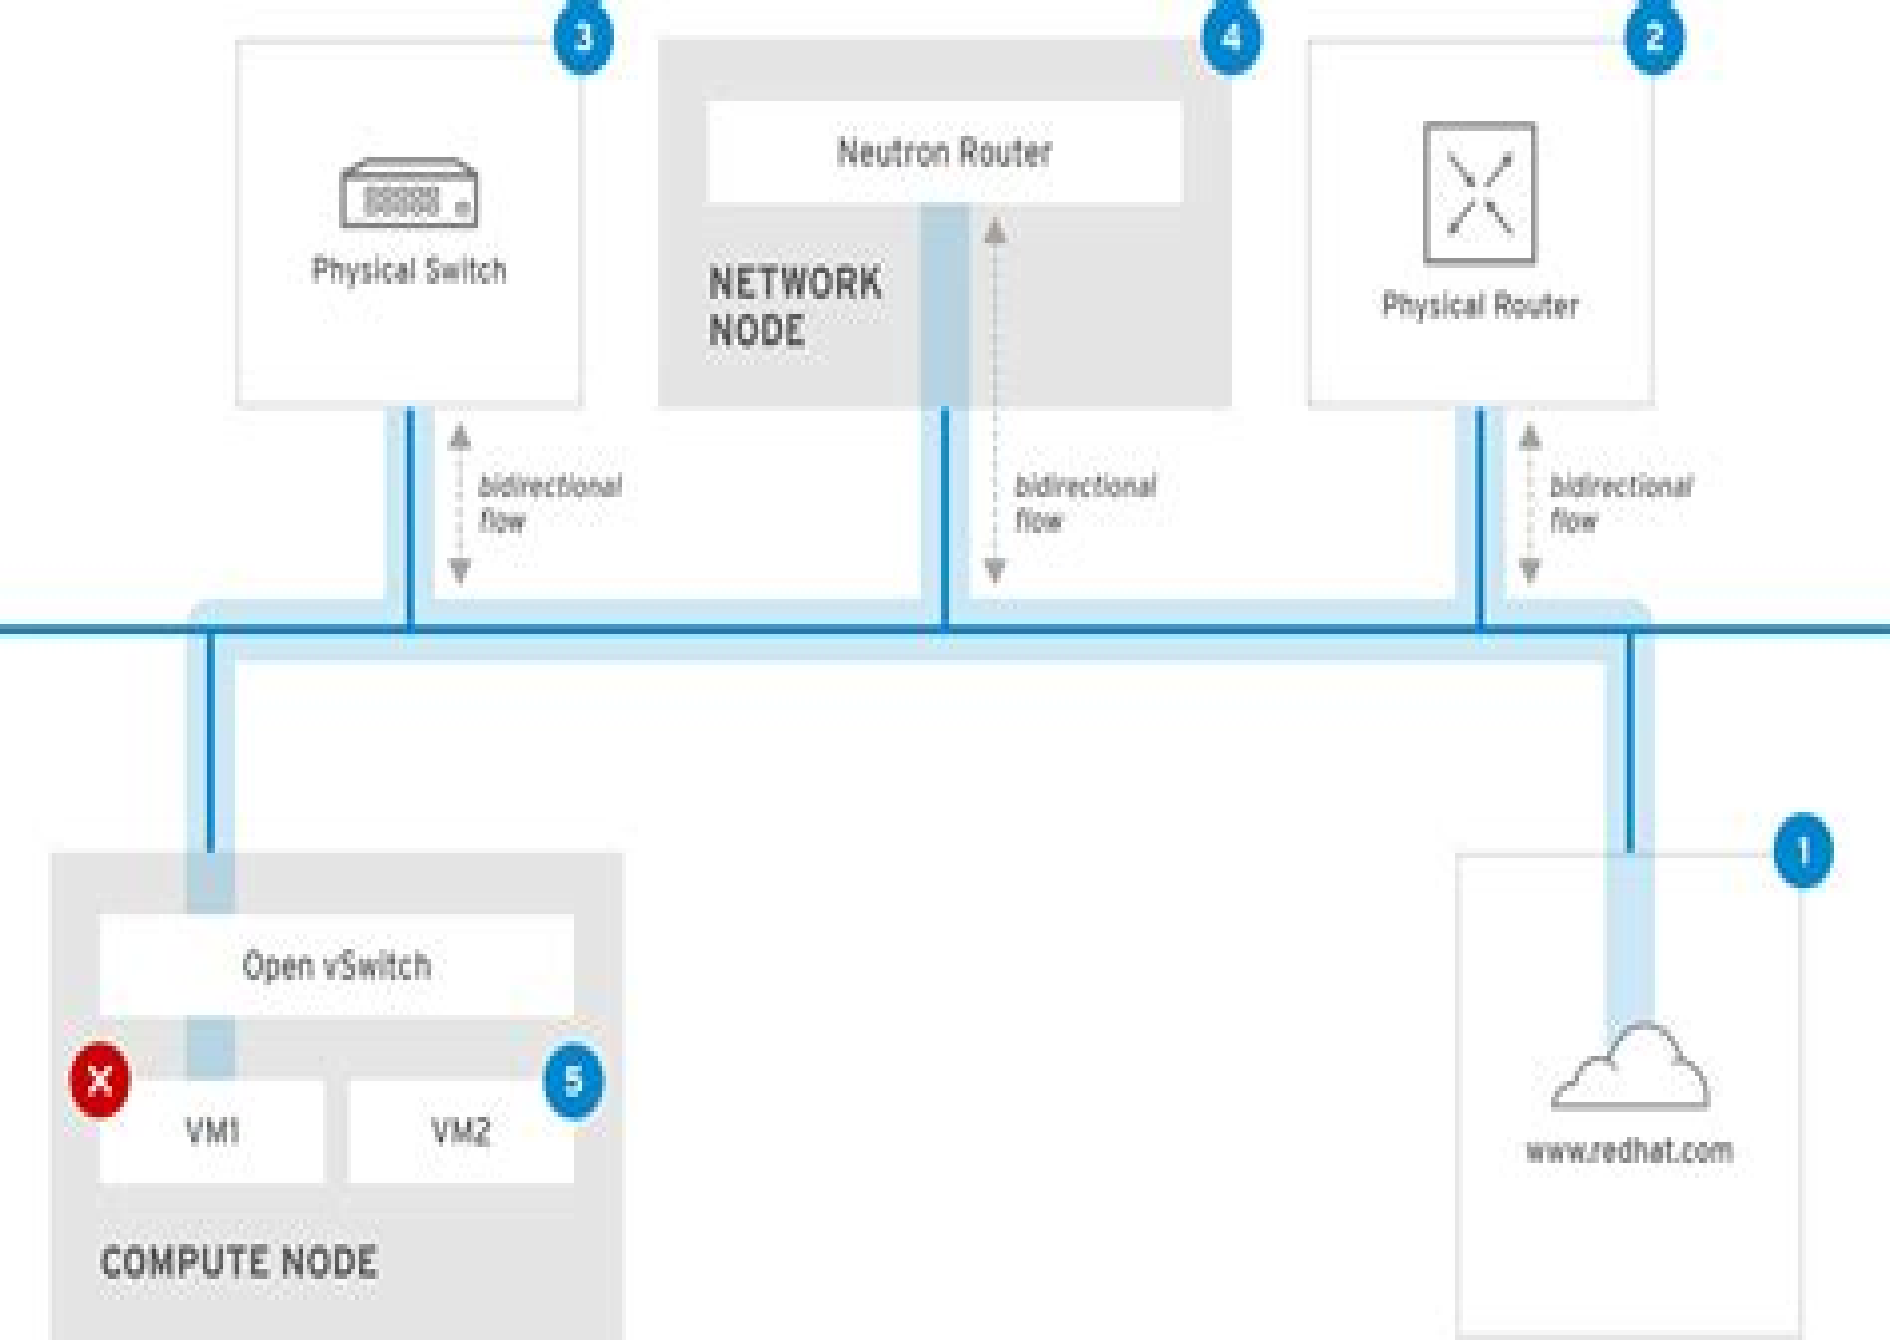 3
4
2
Neutron Router
Physical Switch
NETWORK
NODE
Physical Router
bidirectional
flow
bidirectional
flow
bidirectional
flow
1
Open vSwitch
X
5
VM1
VM2
www.redhat.com
COMPUTE NODE